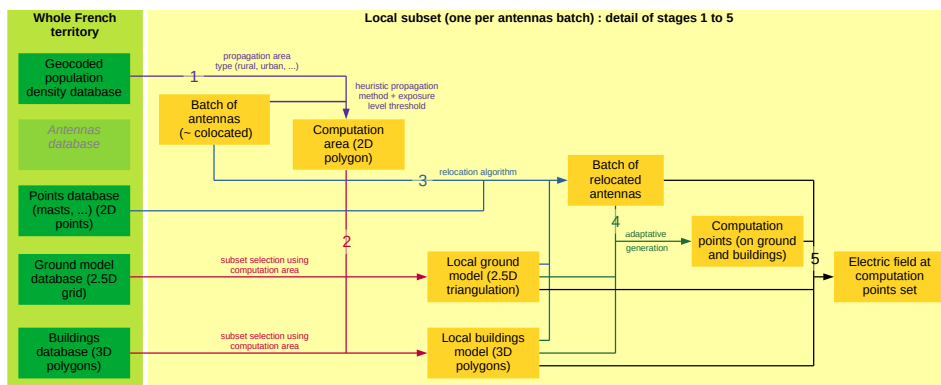 Whole French
territory
Local subset (one per antennas batch) : detail of stages 1 to 5
Geocoded
population
density database
1
propagation area
type (rural, urban, ...)
heuristic propagation
method + exposure
level threshold
Batch of
antennas
(~ colocated)
Antennas
database
Computation
area (2D
polygon)
3
relocation algorithm
Batch of
relocated
antennas
Points database
(masts, ...) (2D
points)
4
2
adaptative
generation
Computation
points (on ground
and buildings)
5
Ground model
database (2.5D
grid)
subset selection using
computation area
Local ground
model (2.5D
triangulation)
Electric field at
computation
points set
Buildings
database (3D
polygons)
subset selection using
computation area
Local buildings
model (3D
polygons)